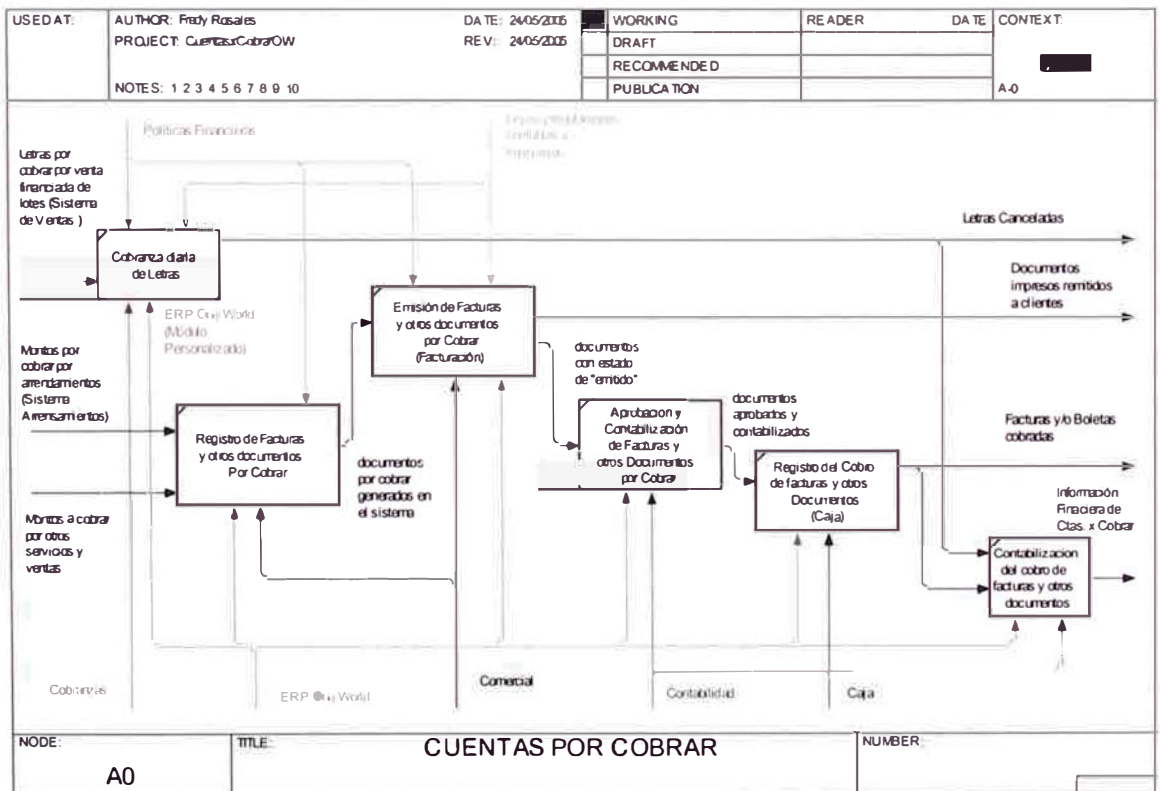 USED AT:
AUTHOR: Fredy Rosales
DATE: 24/05/2005
PROJECT: CuentasxCobrarOW
REV: 24/05/2005
NOTES: 1 2 3 4 5 6 7 8 9 10
WORKING
DRAFT
RECOMMENDED
PUBLICATION
READER
DATE
CONTEXT:
A-0
Políticas Financieras
Letras por
cobrar por venta
financiada de
lotes (Sistema
de Ventas )
Cobranza diaria
de Letras
Letras Canceladas
Documentos
impresos remitidos
a clientes
ERP One World
(Módulo
Personalizado)
Emisión de Facturas
y otros documentos
por Cobrar
(Facturación)
Montos por
cobrar por
arrendamientos
(Sistema
Arrensamientos)
documentos
con estado
de "emitido"
Registro de Facturas
y otros documentos
Por Cobrar
documentos
por cobrar
generados en
el sistema
Aprobacion y
Contabilización
de Facturas y
otros Documentos
por Cobrar
documentos
aprobados y
contabilizados
Facturas y/o Boletas
cobradas
Registro del Cobro
de facturas y otros
Documentos
(Caja)
Información
Finaciera de
Ctas. x Cobrar
Montos a cobrar
por otros
servicios y
ventas
Contabilizacion
del cobro de
facturas y otros
documentos
Cobranzas
ERP One World
Comercial
Contabilidad
Caja
NODE:
A0
TITLE:
CUENTAS POR COBRAR
NUMBER: